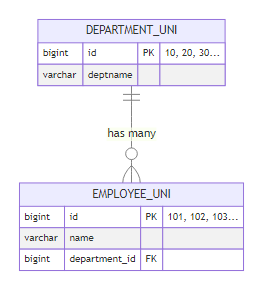 DEPARTMENT_UNI
bigint id PK 10, 20, 30...
varchar deptname
has many
EMPLOYEE_UNI
bigint id PK 101, 102, 103...
varchar name
bigint department_id FK